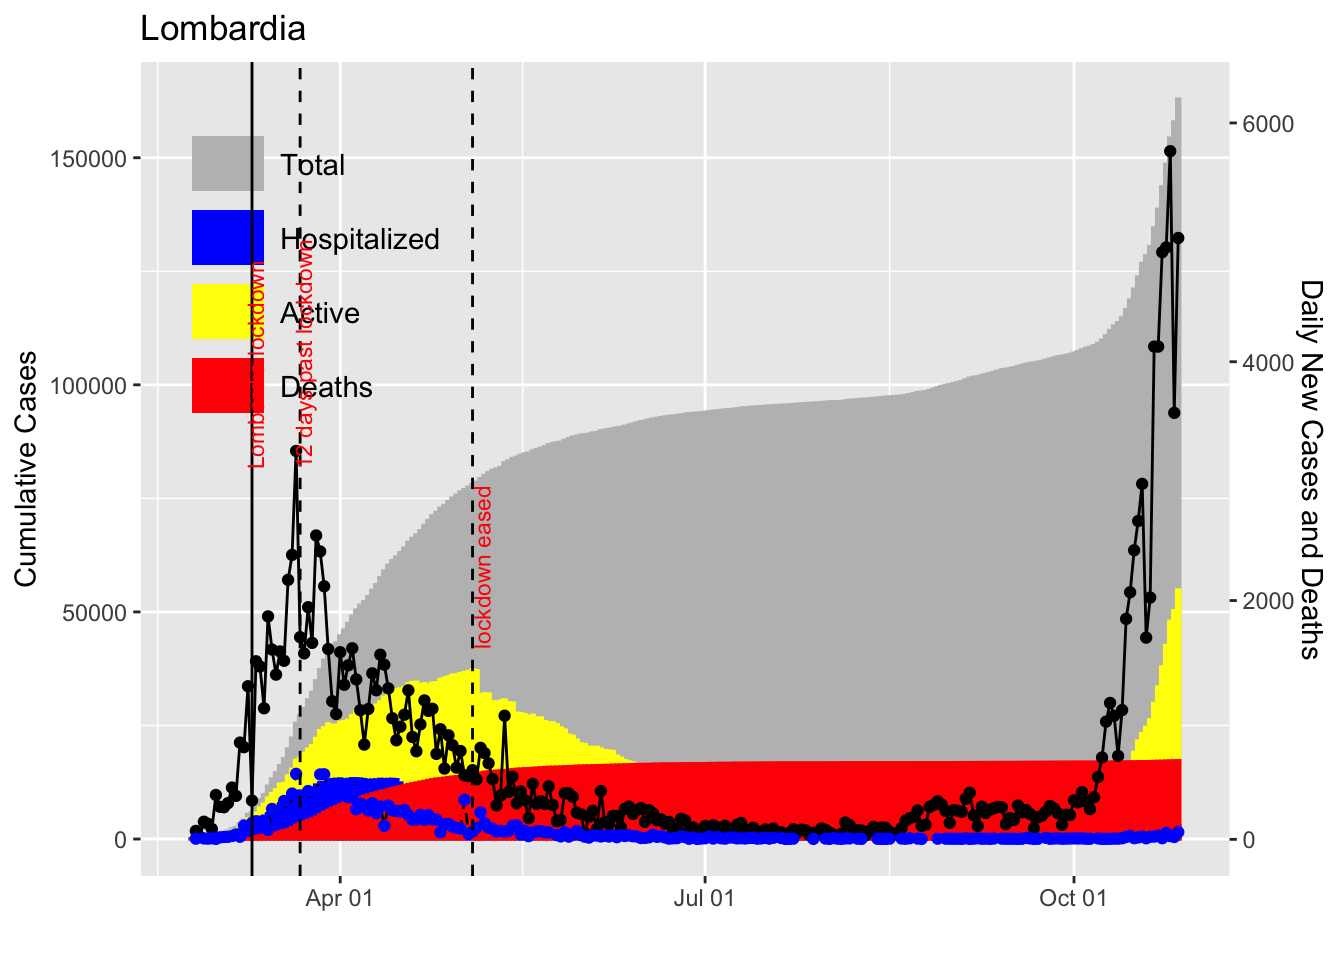 Lombardia
Total
Hospitalized
Active
Deaths
Lombardia lockdown
12 days past lockdown
lockdown eased
Cumulative Cases
150000
100000
50000
0
Daily New Cases and Deaths
6000
4000
2000
0
Apr 01
Jul 01
Oct 01